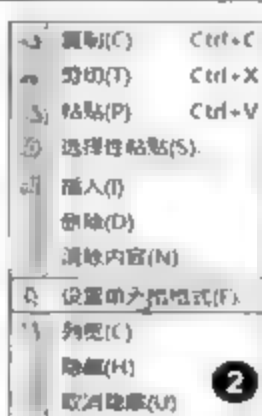 复制(C) Ctrl+C
剪切(T) Ctrl+X
粘贴(P) Ctrl+V
选择性粘贴(S)
插入(I)
删除(D)
清除内容(N)
设置单元格格式(F)
列宽(C)
隐藏(H)
取消隐藏(U)
2